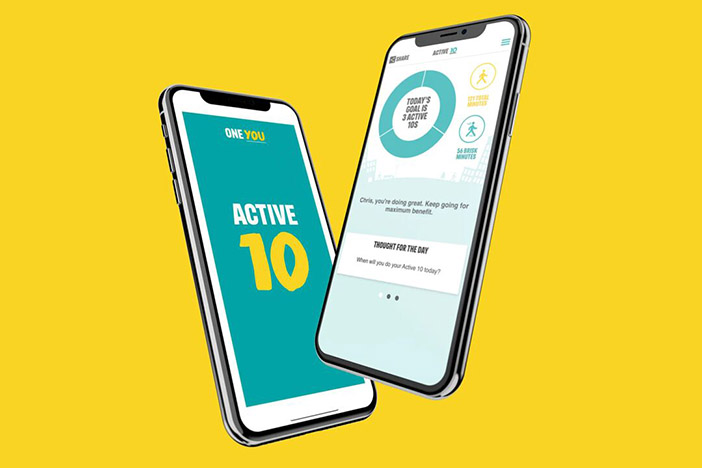 ONE YOU
ACTIVE
10
SHARE
ACTIVE 10
TODAY'S
GOAL IS
3 ACTIVE
10S
TOTAL
MINUTES
56 BRISK
MINUTES
Chris, you're doing great. Keep going for
maximum benefit.
THOUGHT FOR THE DAY
When will you do your Active 10 today?